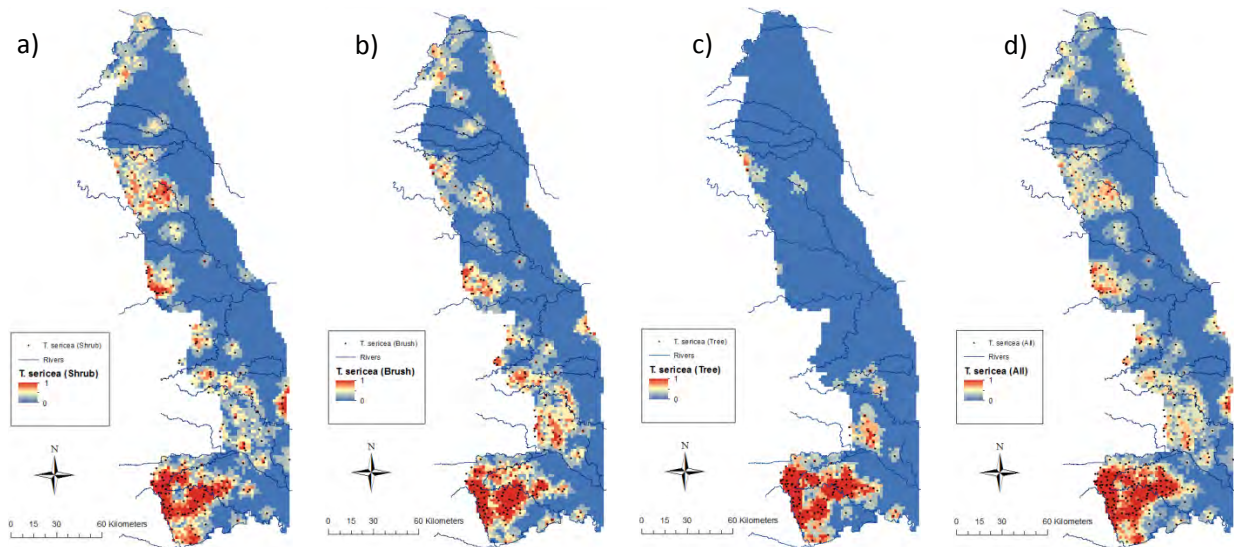 a)
T. sericea (Shrub)
Rivers
T. sericea (Shrub)
1
0
N
0 15 30 60 Kilometers
b)
T. sericea (Brush)
Rivers
T. sericea (Brush)
1
0
N
0 15 30 60 Kilometers
c)
T. sericea (Tree)
Rivers
T. sericea (Tree)
1
0
N
0 15 30 60 Kilometers
d)
T. sericea (All)
Rivers
T. sericea (All)
1
0
N
0 15 30 60 Kilometers